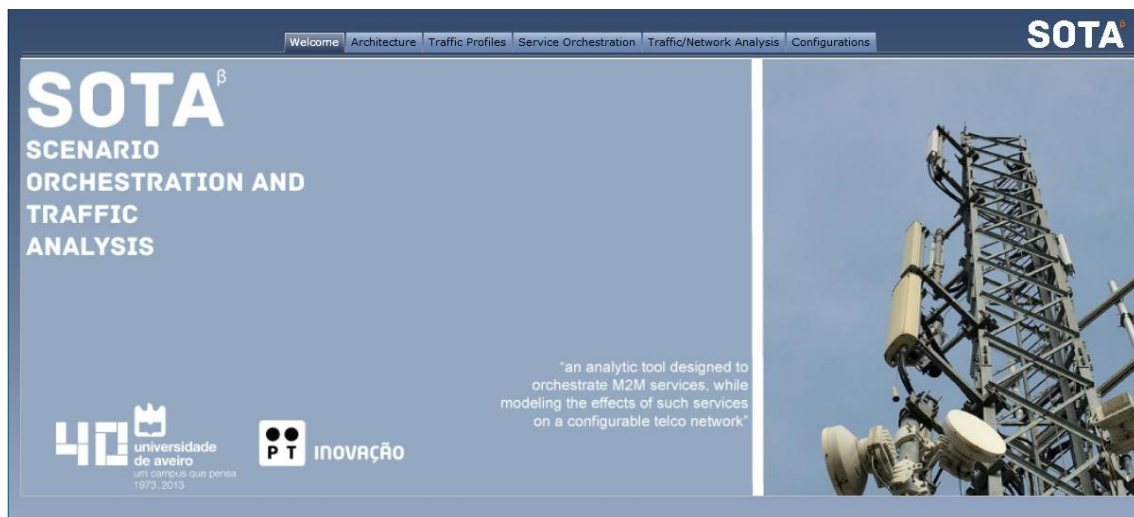 SOTA β
Welcome Architecture Traffic Profiles Service Orchestration Traffic/Network Analysis Configurations
SOTA β
SCENARIO
ORCHESTRATION AND
TRAFFIC
ANALYSIS
"an analytic tool designed to
orchestrate M2M services, while
modeling the effects of such services
on a configurable telco network"
40
universidade
de aveiro
um campus que pensa
1973.2013
PT INOVAÇÃO